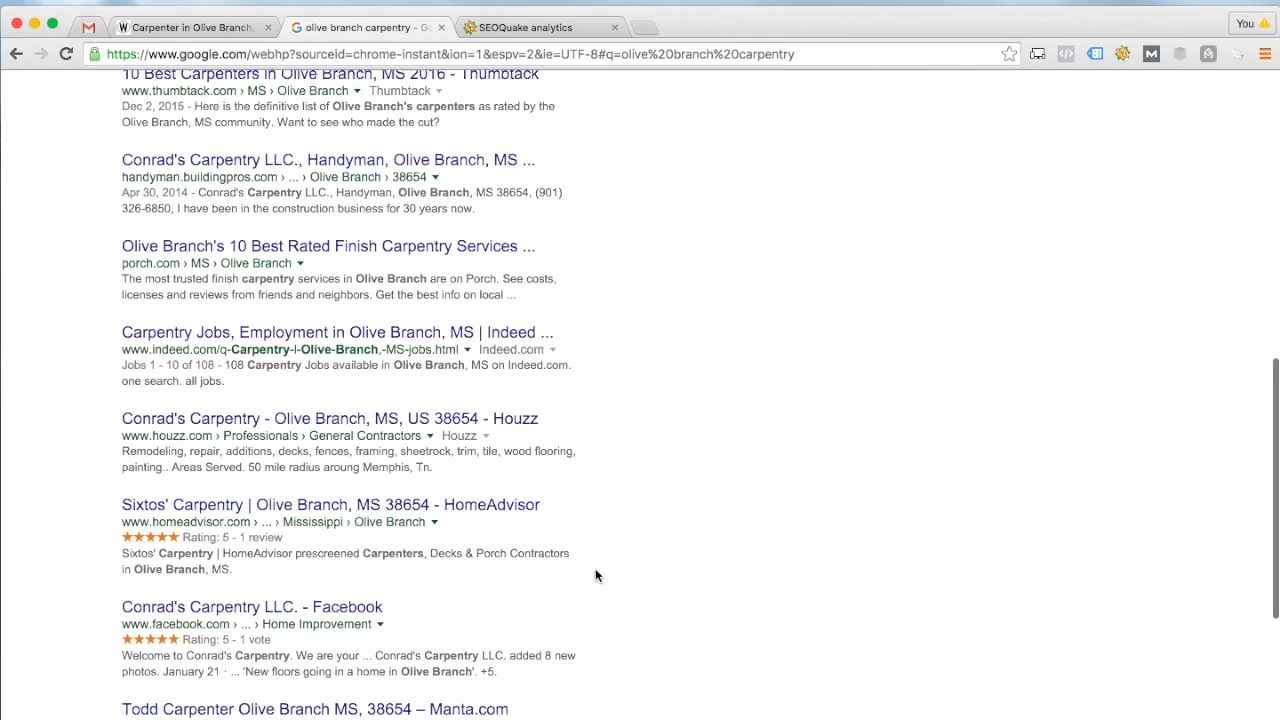 Carpenter in Olive Branch,
olive branch carpentry - Go
SEOQuake analytics
You
https://www.google.com/webhp?sourceid=chrome-instant&ion=1&espv=2&ie=UTF-8#q=olive%20branch%20carpentry
10 Best Carpenters in Olive Branch, MS 2016 - Thumbtack
www.thumbtack.com › MS › Olive Branch Thumbtack
Dec 2, 2015 - Here is the definitive list of Olive Branch's carpenters as rated by the
Olive Branch, MS community. Want to see who made the cut?
Conrad's Carpentry LLC., Handyman, Olive Branch, MS ...
handyman.buildingpros.com › ... › Olive Branch › 38654
Apr 30, 2014 - Conrad's Carpentry LLC., Handyman, Olive Branch, MS 38654, (901)
326-6850, I have been in the construction business for 30 years now.
Olive Branch's 10 Best Rated Finish Carpentry Services ...
porch.com › MS › Olive Branch
The most trusted finish carpentry services in Olive Branch are on Porch. See costs,
licenses and reviews from friends and neighbors. Get the best info on local ...
Carpentry Jobs, Employment in Olive Branch, MS | Indeed ...
www.indeed.com/q-Carpentry-l-Olive-Branch,-MS-jobs.html Indeed.com
Jobs 1 - 10 of 108 - 108 Carpentry Jobs available in Olive Branch, MS on Indeed.com.
one search. all jobs.
Conrad's Carpentry - Olive Branch, MS, US 38654 - Houzz
www.houzz.com › Professionals › General Contractors Houzz
Remodeling, repair, additions, decks, fences, framing, sheetrock, trim, tile, wood flooring,
painting.. Areas Served. 50 mile radius aroung Memphis, Tn.
Sixtos' Carpentry | Olive Branch, MS 38654 - HomeAdvisor
www.homeadvisor.com › ... › Mississippi › Olive Branch
Rating: 5 - 1 review
Sixtos' Carpentry | HomeAdvisor prescreened Carpenters, Decks & Porch Contractors
in Olive Branch, MS.
Conrad's Carpentry LLC. - Facebook
www.facebook.com › ... › Home Improvement
Rating: 5 - 1 vote
Welcome to Conrad's Carpentry. We are your ... Conrad's Carpentry LLC. added 8 new
photos. January 21 · ... 'New floors going in a home in Olive Branch'. +5.
Todd Carpenter Olive Branch MS, 38654 – Manta.com